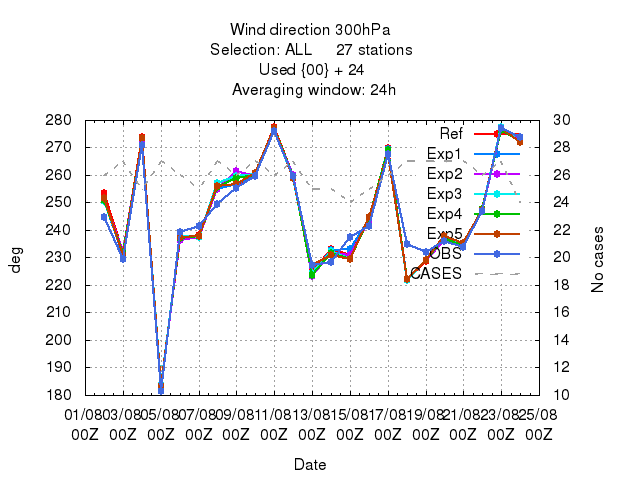 Wind direction 300hPa
Selection: ALL 27 stations
Used {00} + 24
Averaging window: 24h
280 30
270 28
260 26
250 24
240 22
230 20
220 18
210 16
200 14
190 12
180 10
deg
No cases
Ref
Exp1
Exp2
Exp3
Exp4
Exp5
OBS
CASES
01/08 03/08 05/08 07/08 09/08 11/08 13/08 15/08 17/08 19/08 21/08 23/08 25/08
00Z 00Z 00Z 00Z 00Z 00Z 00Z 00Z 00Z 00Z 00Z 00Z 00Z
Date